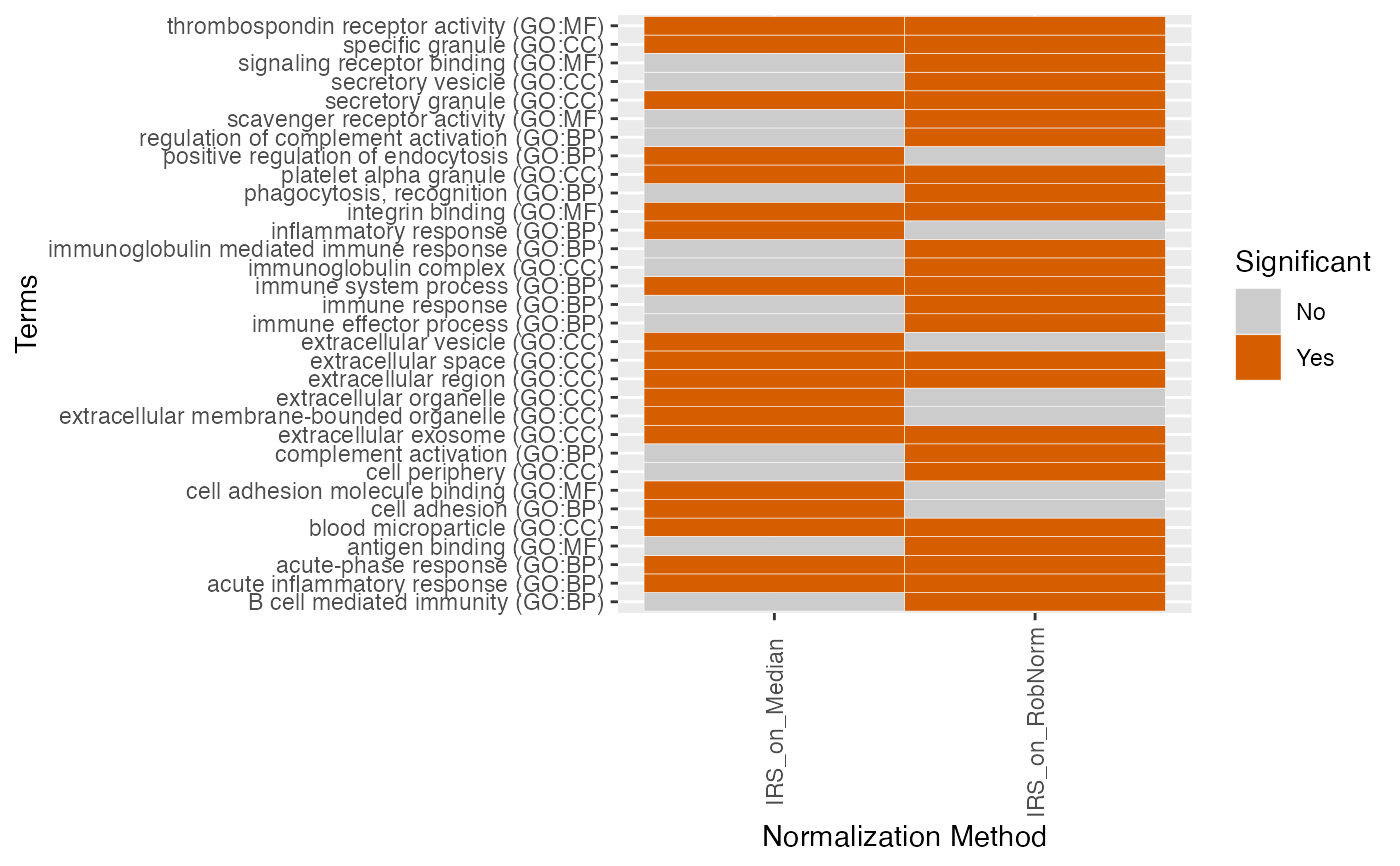 thrombospondin receptor activity (GO:MF)
specific granule (GO:CC)
signaling receptor binding (GO:MF)
secretory vesicle (GO:CC)
secretory granule (GO:CC)
scavenger receptor activity (GO:MF)
regulation of complement activation (GO:BP)
positive regulation of endocytosis (GO:BP)
platelet alpha granule (GO:CC)
phagocytosis, recognition (GO:BP)
integrin binding (GO:MF)
inflammatory response (GO:BP)
immunoglobulin mediated immune response (GO:BP)
immunoglobulin complex (GO:CC)
immune system process (GO:BP)
immune response (GO:BP)
immune effector process (GO:BP)
extracellular vesicle (GO:CC)
extracellular space (GO:CC)
extracellular region (GO:CC)
extracellular organelle (GO:CC)
extracellular membrane-bounded organelle (GO:CC)
extracellular exosome (GO:CC)
complement activation (GO:BP)
cell periphery (GO:CC)
cell adhesion molecule binding (GO:MF)
cell adhesion (GO:BP)
blood microparticle (GO:CC)
antigen binding (GO:MF)
acute-phase response (GO:BP)
acute inflammatory response (GO:BP)
B cell mediated immunity (GO:BP)
Terms
IRS_on_Median
IRS_on_RobNorm
Normalization Method
Significant
No
Yes